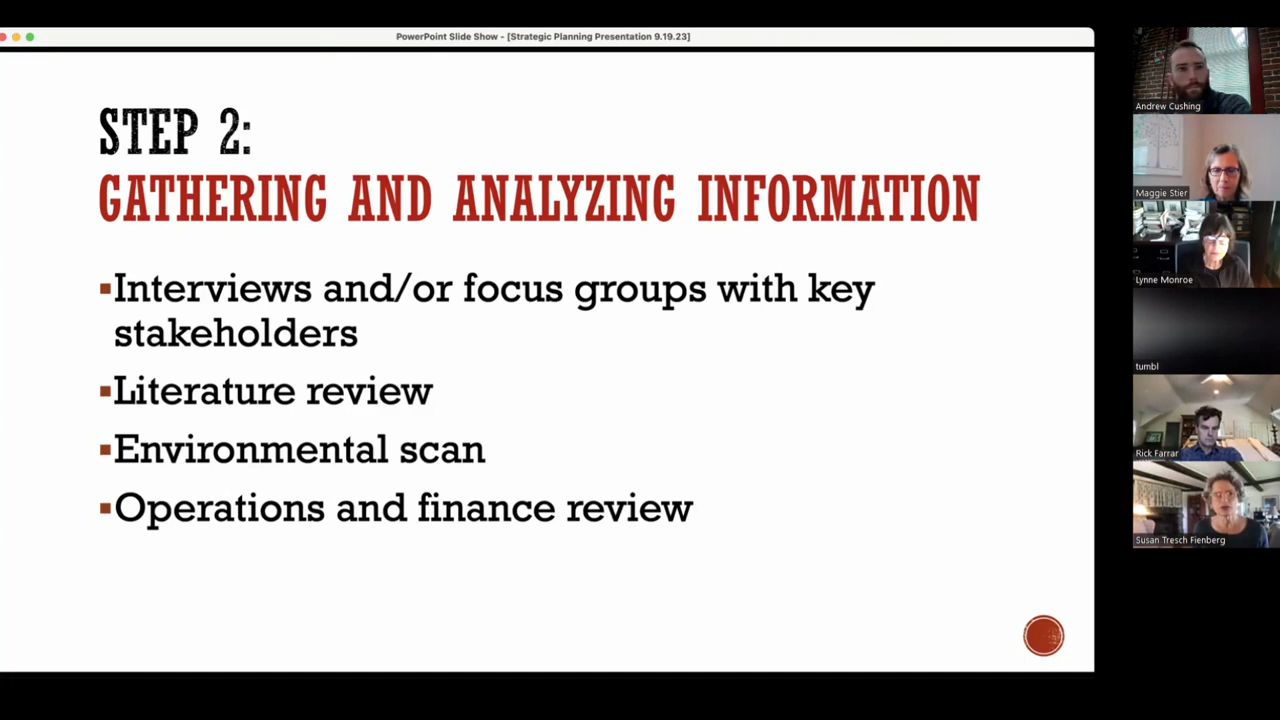 PowerPoint Slide Show - [Strategic Planning Presentation 9.19.23]
STEP 2:
GATHERING AND ANALYZING INFORMATION
▪Interviews and/or focus groups with key
stakeholders
▪Literature review
▪Environmental scan
▪Operations and finance review
Andrew Cushing
Maggie Stier
Lynne Monroe
tumbl
Rick Farrar
Susan Tresch Fienberg